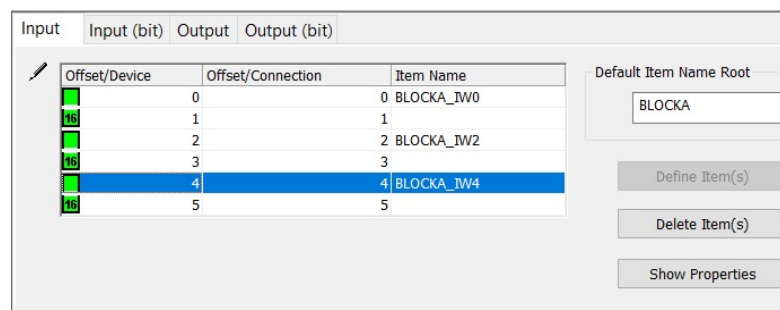 Input Input (bit) Output Output (bit)
Offset/Device Offset/Connection Item Name
0 0 BLOCKA_IW0
16 1 1
2 2 BLOCKA_IW2
16 3 3
4 4 BLOCKA_IW4
16 5 5
Default Item Name Root
BLOCKA
Define Item(s)
Delete Item(s)
Show Properties